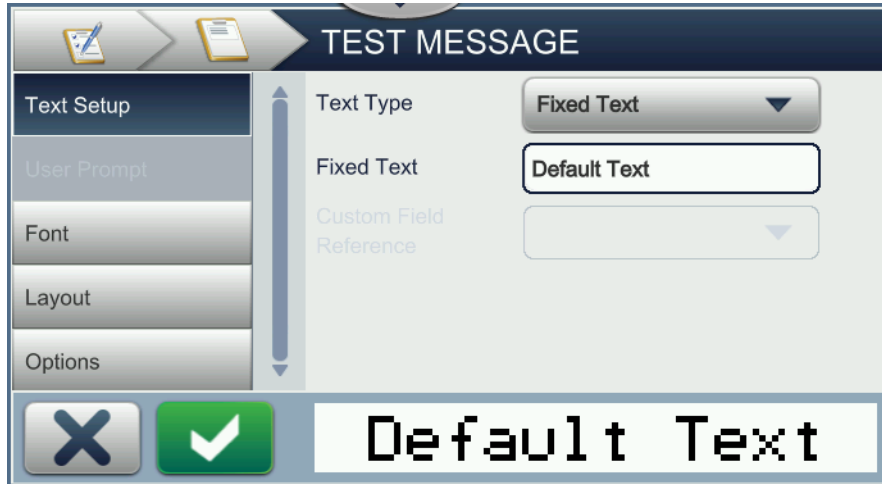 TEST MESSAGE
Text Setup
User Prompt
Font
Layout
Options
Text Type
Fixed Text
Fixed Text
Default Text
Custom Field
Reference
Default Text